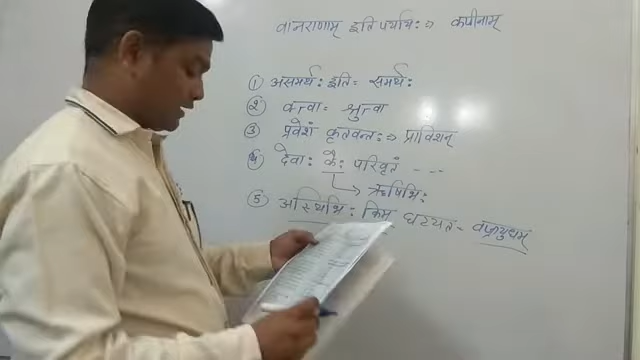 वानराणाम् इति पर्यायः ⇒ कपीनाम्
① असमर्थः इति = समर्थः
② क्त्वा = श्रुत्वा
③ प्रवेशं कृतवन्तः ⇒ प्राविशन्
④ देवाः कैः परिवृतं - - -
↳ ऋषिभिः
⑤ अस्थिभिः किम् घटयत - वज्रायुधम्